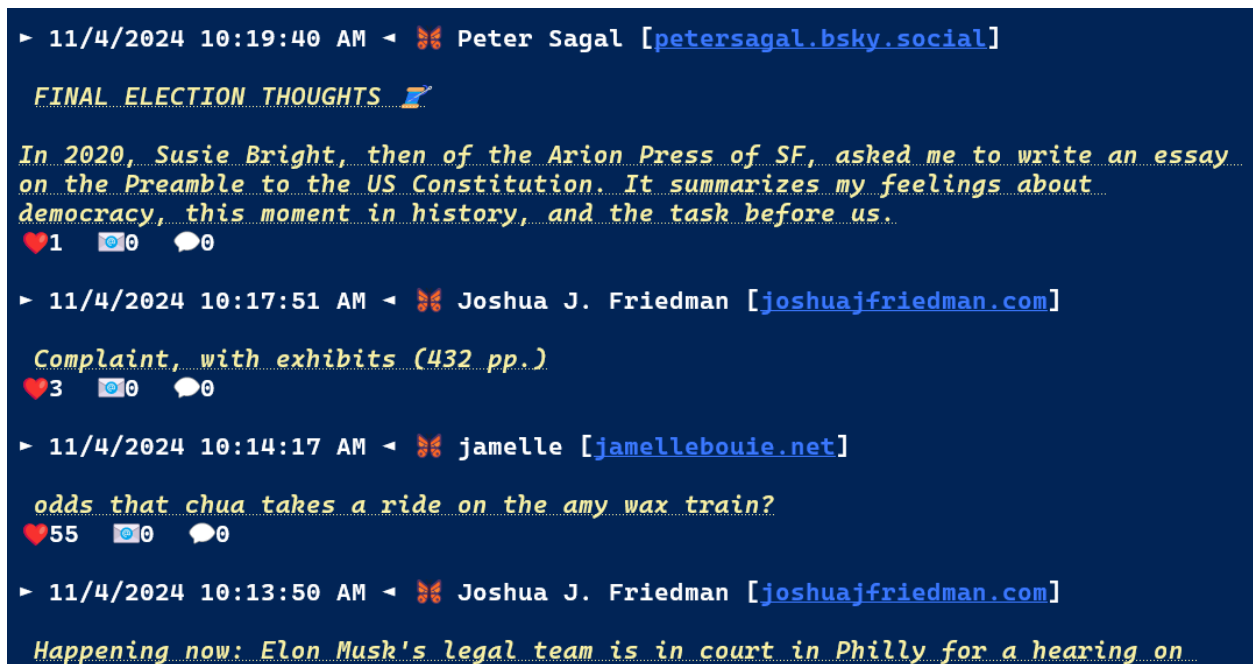 ► 11/4/2024 10:19:40 AM ◄ 🦋 Peter Sagal [petersagal.bsky.social]
FINAL ELECTION THOUGHTS 🧵
In 2020, Susie Bright, then of the Arion Press of SF, asked me to write an essay
on the Preamble to the US Constitution. It summarizes my feelings about
democracy, this moment in history, and the task before us.
❤️1 📧0 💬0
► 11/4/2024 10:17:51 AM ◄ 🦋 Joshua J. Friedman [joshuajfriedman.com]
Complaint, with exhibits (432 pp.)
❤️3 📧0 💬0
► 11/4/2024 10:14:17 AM ◄ 🦋 jamelle [jamellebouie.net]
odds that chua takes a ride on the amy wax train?
❤️55 📧0 💬0
► 11/4/2024 10:13:50 AM ◄ 🦋 Joshua J. Friedman [joshuajfriedman.com]
Happening now: Elon Musk's legal team is in court in Philly for a hearing on